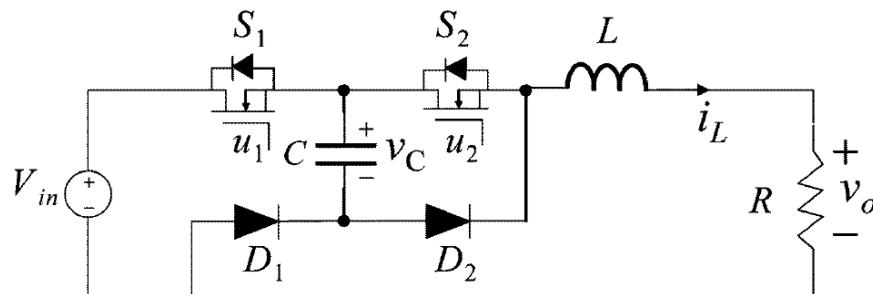 S1 S2 L
u1 C + vC − u2 iL
Vin + − R + vo −
D1 D2